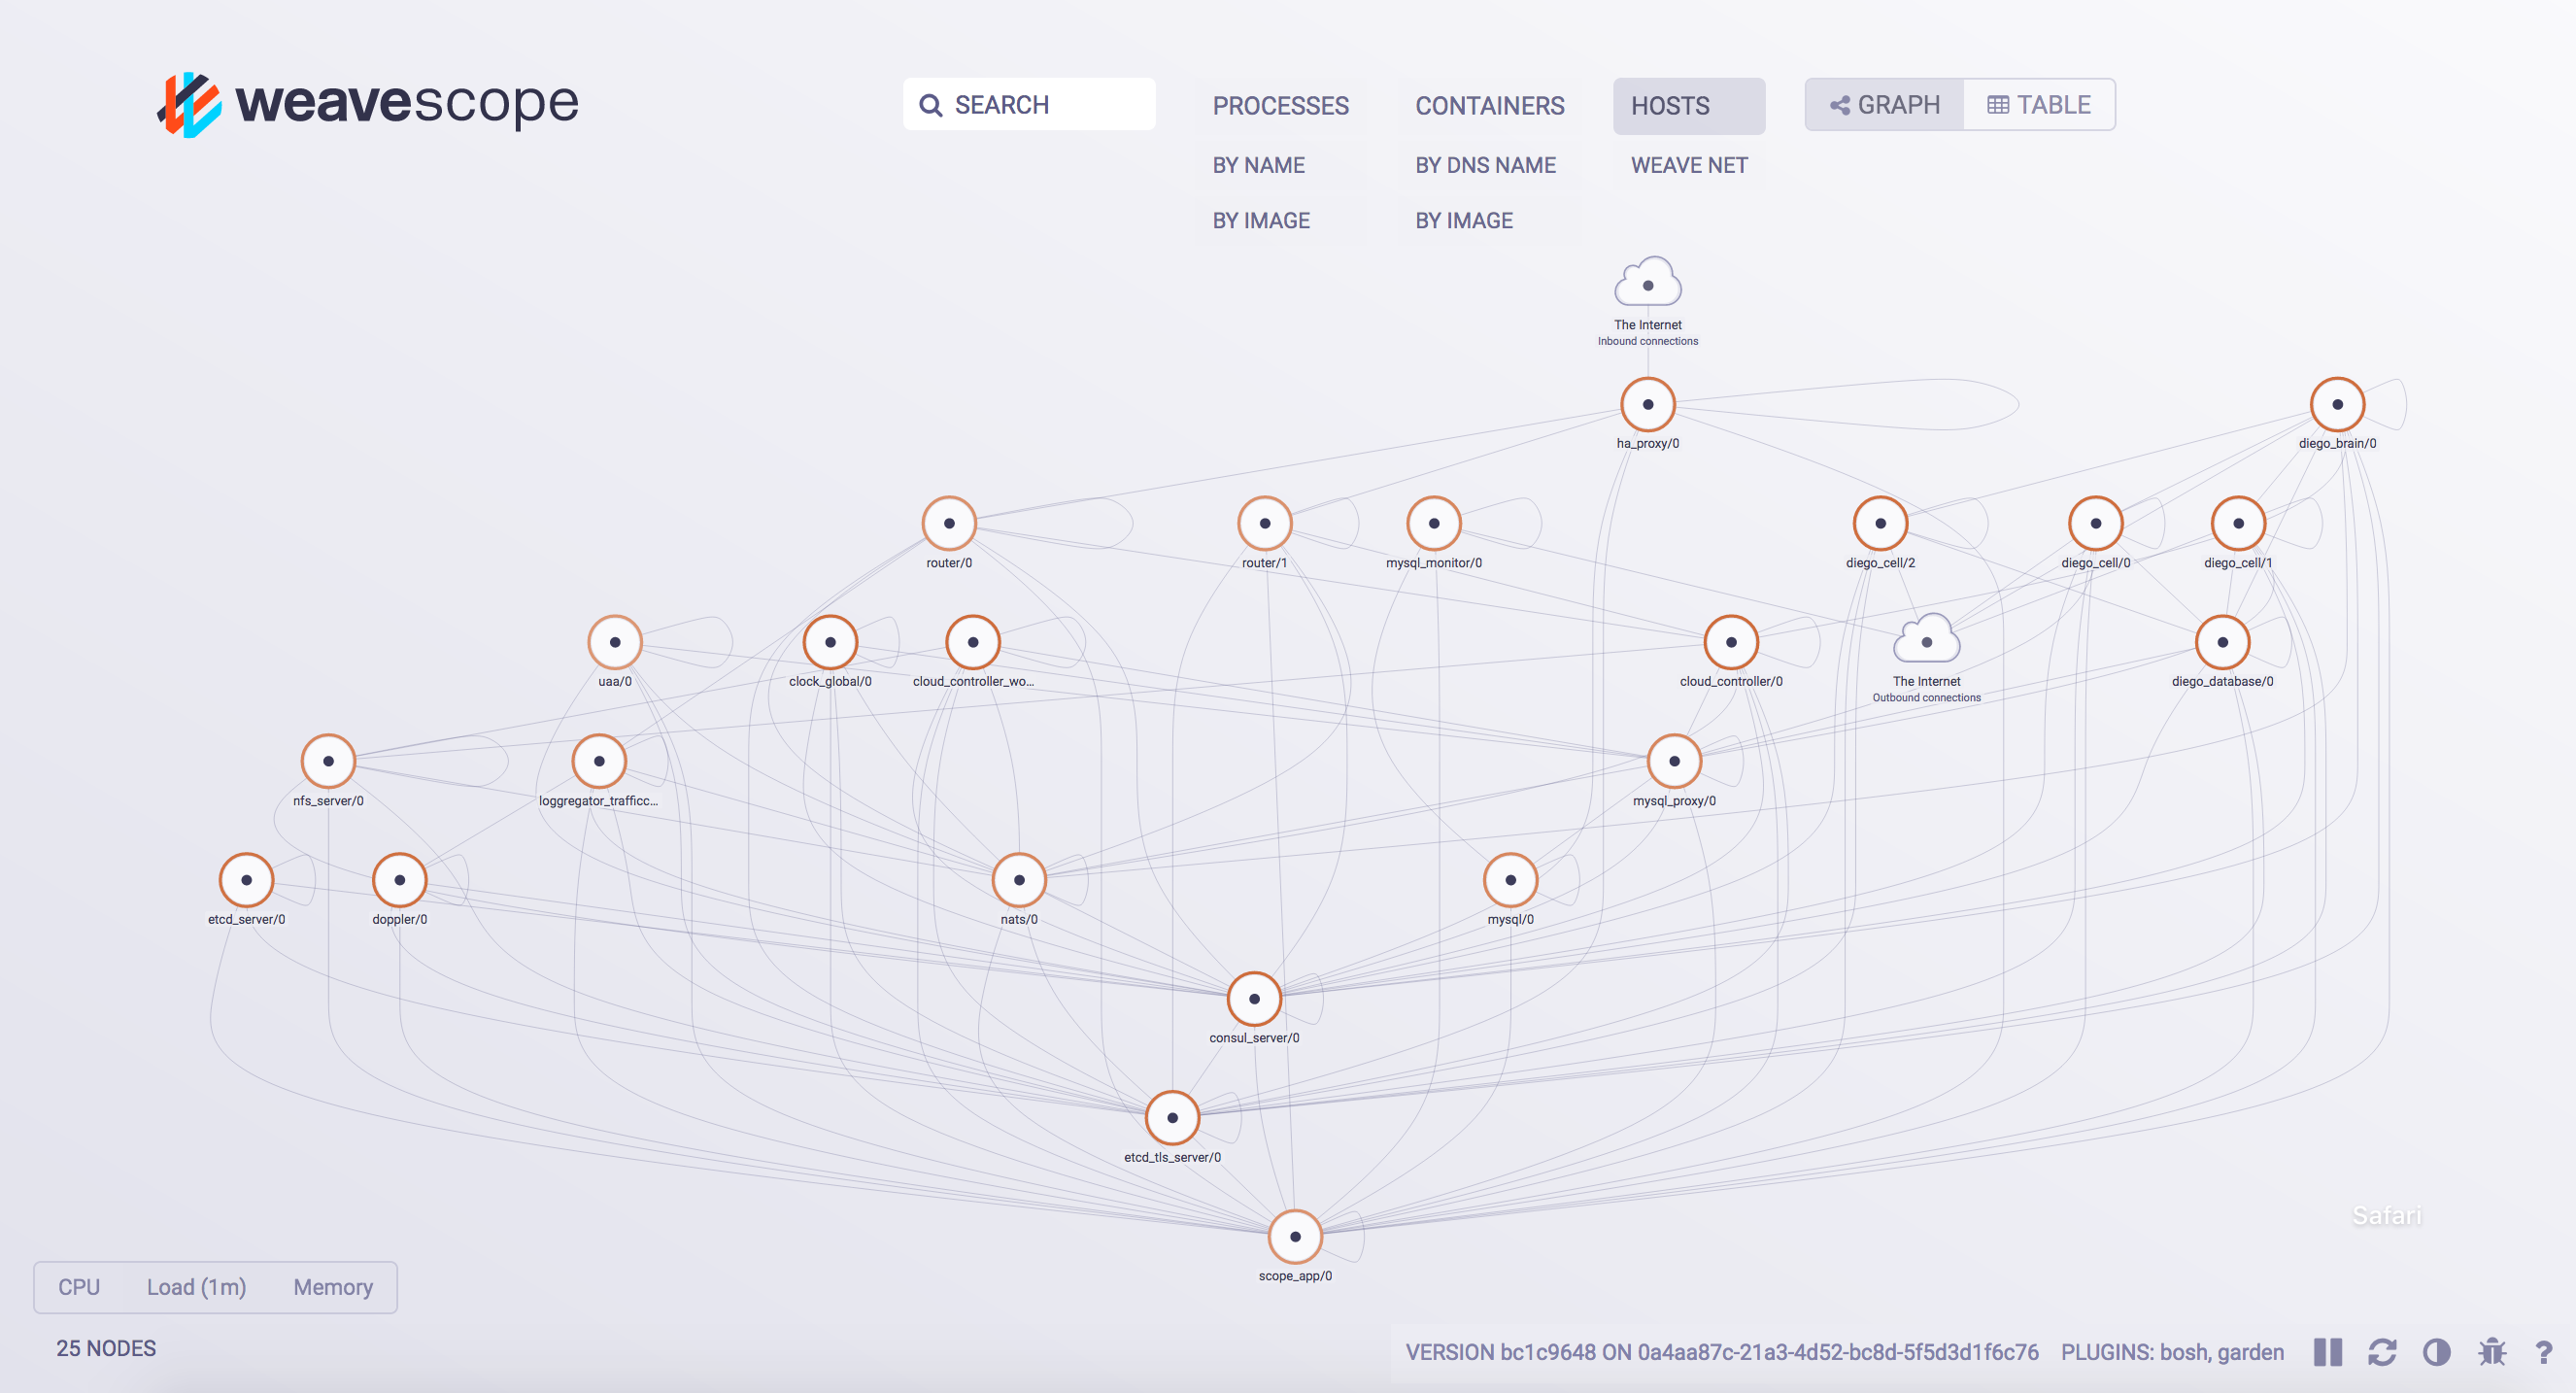 weavescope
SEARCH
PROCESSES
CONTAINERS
HOSTS
GRAPH
TABLE
BY NAME
BY DNS NAME
WEAVE NET
BY IMAGE
BY IMAGE
The Internet
Inbound connections
ha_proxy/0
diego_brain/0
router/0
router/1
mysql_monitor/0
diego_cell/2
diego_cell/0
diego_cell/1
uaa/0
clock_global/0
cloud_controller_wo...
cloud_controller/0
The Internet
Outbound connections
diego_database/0
nfs_server/0
loggregator_trafficc...
mysql_proxy/0
etcd_server/0
doppler/0
nats/0
mysql/0
consul_server/0
etcd_tls_server/0
scope_app/0
Safari
CPU
Load (1m)
Memory
25 NODES
VERSION bc1c9648 ON 0a4aa87c-21a3-4d52-bc8d-5f5d3d1f6c76
PLUGINS: bosh, garden
?